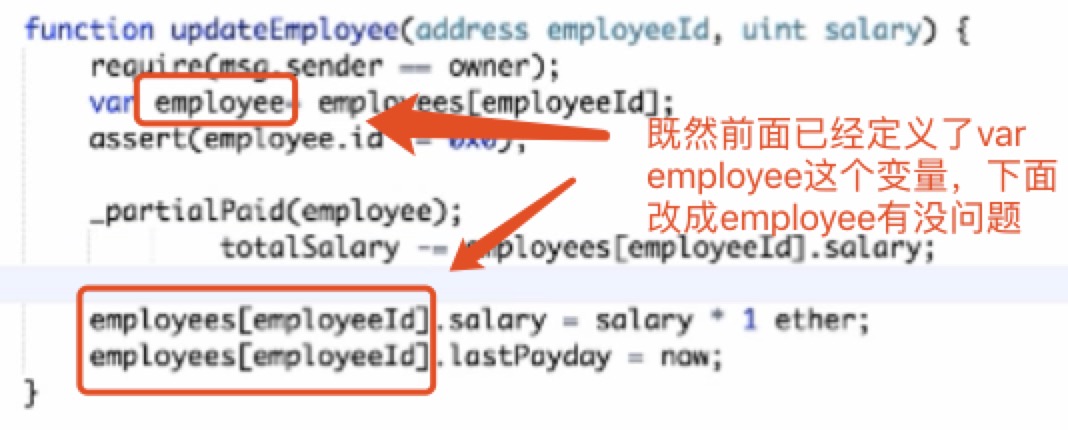 function updateEmployee(address employeeId, uint salary) {
require(msg.sender == owner);
var employee= employees[employeeId];
assert(employee.id != 0x0);
既然前面已经定义了var
employee这个变量，下面
改成employee有没问题
_partialPaid(employee);
totalSalary -= employees[employeeId].salary;
employees[employeeId].salary = salary * 1 ether;
employees[employeeId].lastPayday = now;
}